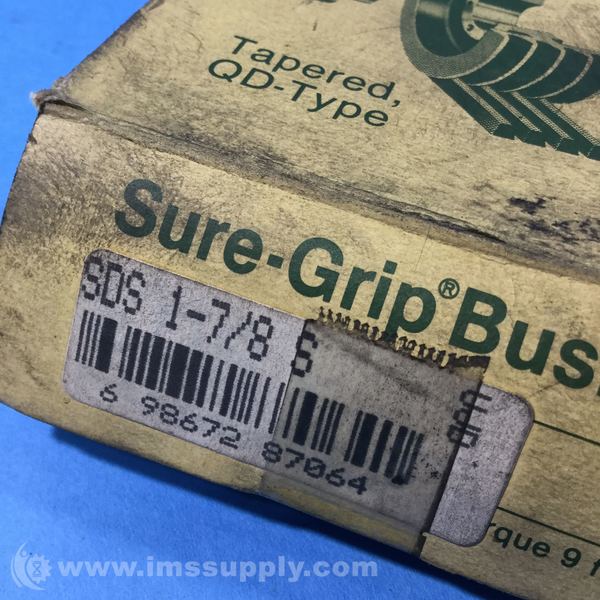 Tapered,
QD-Type
Sure-Grip® Bus
SDS 1-7/8 S
6 98672 87064
rque 9 f
www.imssupply.com